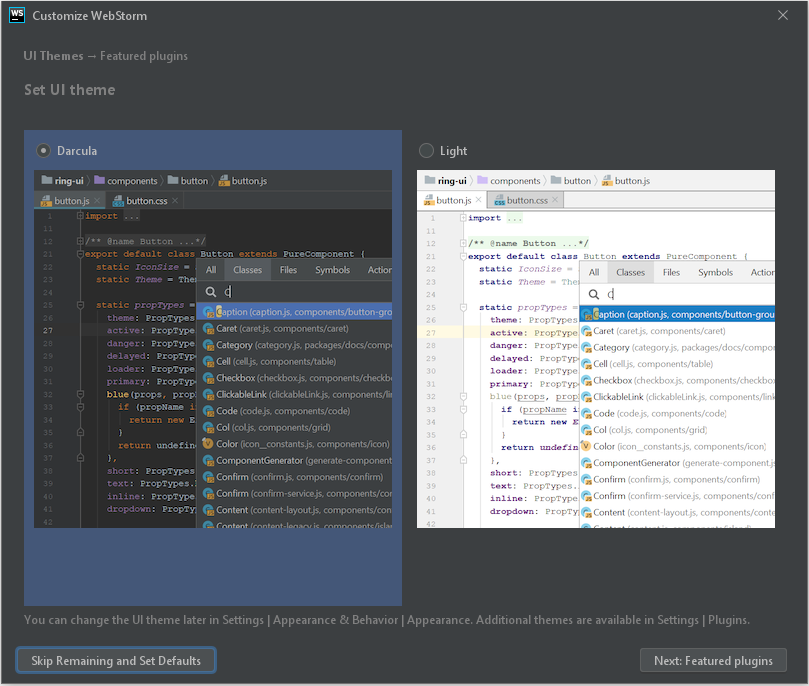 WS Customize WebStorm
UI Themes → Featured plugins
Set UI theme
Darcula
ring-ui components button button.js
button.js button.css
1 import ...
11
12 /** @name Button ...*/
21 export default class Button extends PureComponent {
22 static IconSize =
23 static Theme = The
24
25 static propTypes =
26 theme: PropTypes
27 active: PropType
28 danger: PropType
29 delayed: PropTyp
30 loader: PropType
31 primary: PropTyp
32 blue(props, prop
33 if (propName i
34 return new E
35 }
36 return undefin
37 },
38 short: PropTypes
39 text: PropTypes.
40 inline: PropType
41 dropdown: PropTy
42
All Classes Files Symbols Action
C
Caption (caption.js, components/button-gro
Caret (caret.js, components/caret)
Category (category.js, packages/docs/compo
Cell (cell.js, components/table)
Checkbox (checkbox.js, components/checkb
ClickableLink (clickableLink.js, components/lin
Code (code.js, components/code)
Col (col.js, components/grid)
Color (icon__constants.js, components/icon)
ComponentGenerator (generate-component
Confirm (confirm.js, components/confirm)
Confirm (confirm-service.js, components/con
Content (content-layout.js, components/con
Content (content-legacy.js, components/islan
Light
ring-ui components button button.js
button.js button.css
1 import ...
11
12 /** @name Button ...*/
21 export default class Button extends PureComponent {
22 static IconSize =
23 static Theme = The
24
25 static propTypes =
26 theme: PropTypes
27 active: PropType
28 danger: PropType
29 delayed: PropTyp
30 loader: PropType
31 primary: PropTyp
32 blue(props, prop
33 if (propName i
34 return new E
35 }
36 return undefin
37 },
38 short: PropTypes
39 text: PropTypes.
40 inline: PropType
41 dropdown: PropTy
42
All Classes Files Symbols Action
C
Caption (caption.js, components/button-grou
Caret (caret.js, components/caret)
Category (category.js, packages/docs/compor
Cell (cell.js, components/table)
Checkbox (checkbox.js, components/checkbo
ClickableLink (clickableLink.js, components/link
Code (code.js, components/code)
Col (col.js, components/grid)
Color (icon__constants.js, components/icon)
ComponentGenerator (generate-component.js
Confirm (confirm.js, components/confirm)
Confirm (confirm-service.js, components/conf
Content (content-layout.js, components/cont
You can change the UI theme later in Settings | Appearance & Behavior | Appearance. Additional themes are available in Settings | Plugins.
Skip Remaining and Set Defaults
Next: Featured plugins